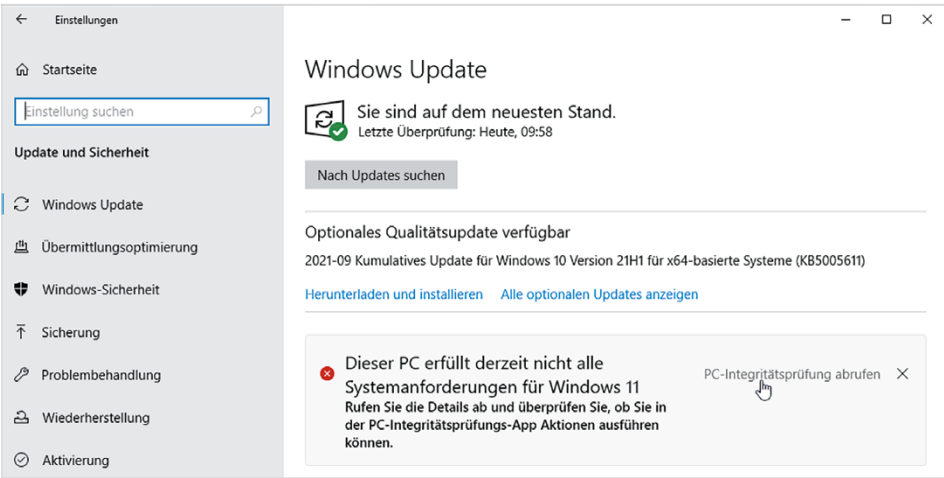 Einstellungen
Startseite
Einstellung suchen
Update und Sicherheit
Windows Update
Übermittlungsoptimierung
Windows-Sicherheit
Sicherung
Problembehandlung
Wiederherstellung
Aktivierung
Windows Update
Sie sind auf dem neuesten Stand.
Letzte Überprüfung: Heute, 09:58
Nach Updates suchen
Optionales Qualitätsupdate verfügbar
2021-09 Kumulatives Update für Windows 10 Version 21H1 für x64-basierte Systeme (KB5005611)
Herunterladen und installieren Alle optionalen Updates anzeigen
Dieser PC erfüllt derzeit nicht alle
Systemanforderungen für Windows 11
Rufen Sie die Details ab und überprüfen Sie, ob Sie in
der PC-Integritätsprüfungs-App Aktionen ausführen
können.
PC-Integritätsprüfung abrufen